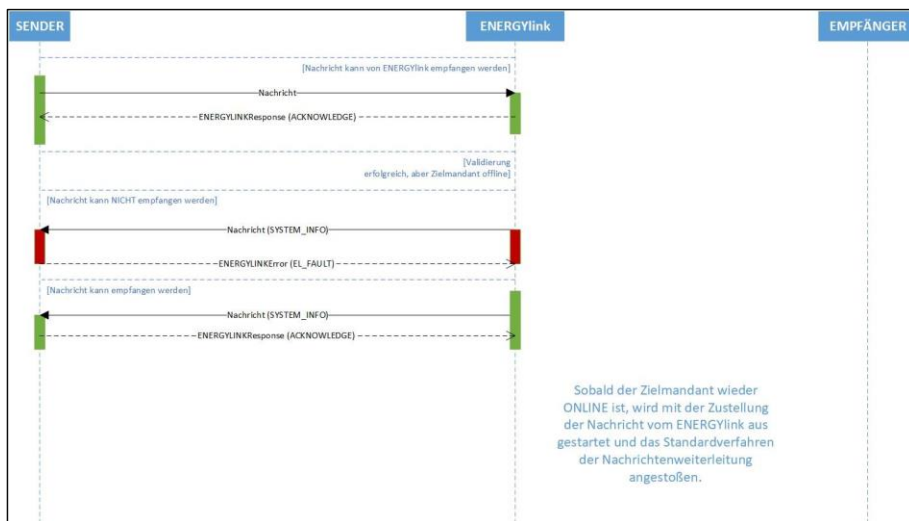 SENDER
ENERGYlink
EMPFÄNGER
[Nachricht kann von ENERGYlink empfangen werden]
Nachricht
ENERGYLINKResponse (ACKNOWLEDGE)
[Validierung
erfolgreich, aber Zielmandant offline]
[Nachricht kann NICHT empfangen werden]
Nachricht (SYSTEM_INFO)
ENERGYLINKError (EL_FAULT)
[Nachricht kann empfangen werden]
Nachricht (SYSTEM_INFO)
ENERGYLINKResponse (ACKNOWLEDGE)
Sobald der Zielmandant wieder
ONLINE ist, wird mit der Zustellung
der Nachricht vom ENERGYlink aus
gestartet und das Standardverfahren
der Nachrichtenweiterleitung
angestoßen.